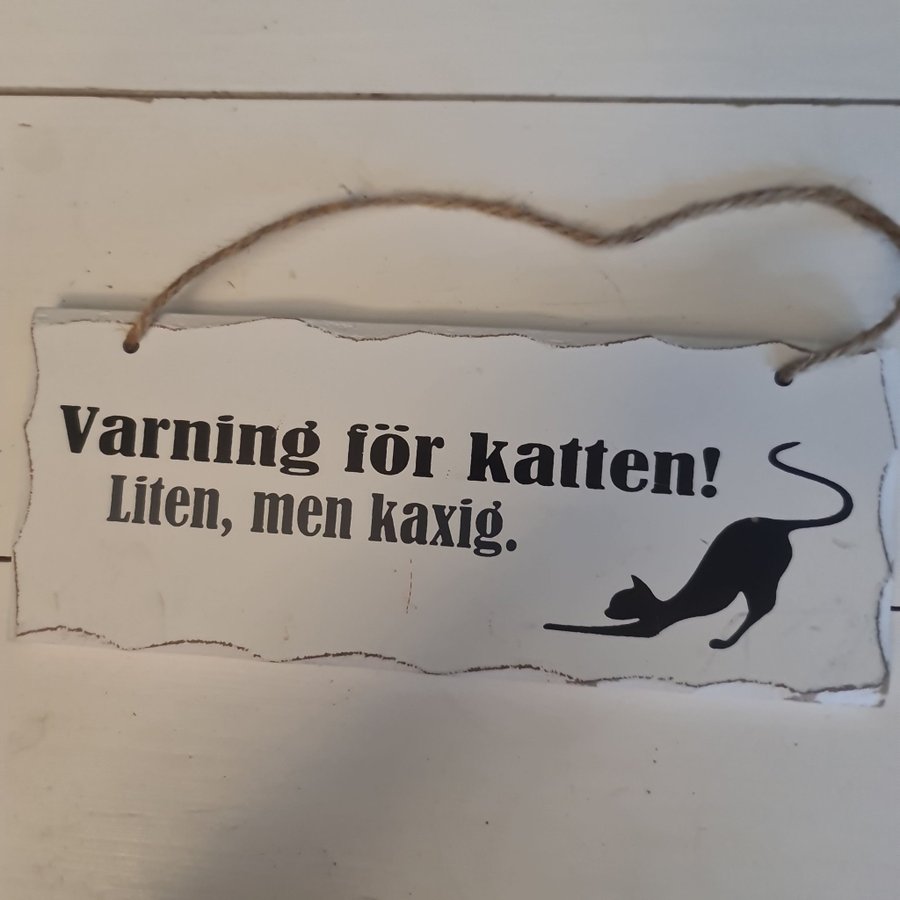 Varning för katten!
Liten, men kaxig.